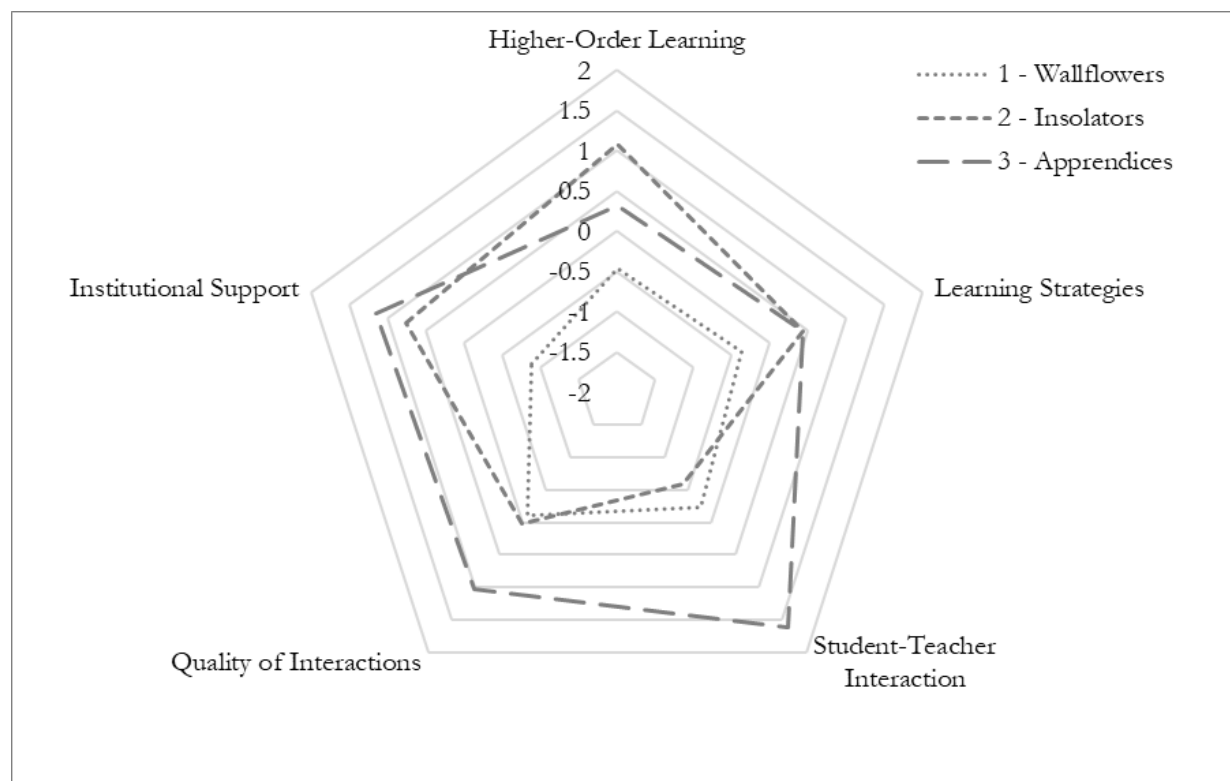 Higher-Order Learning
2
1.5
1
0.5
0
-0.5
-1
-1.5
-2
1 - Wallflowers
2 - Insolators
3 - Apprendices
Institutional Support
Learning Strategies
Quality of Interactions
Student-Teacher
Interaction